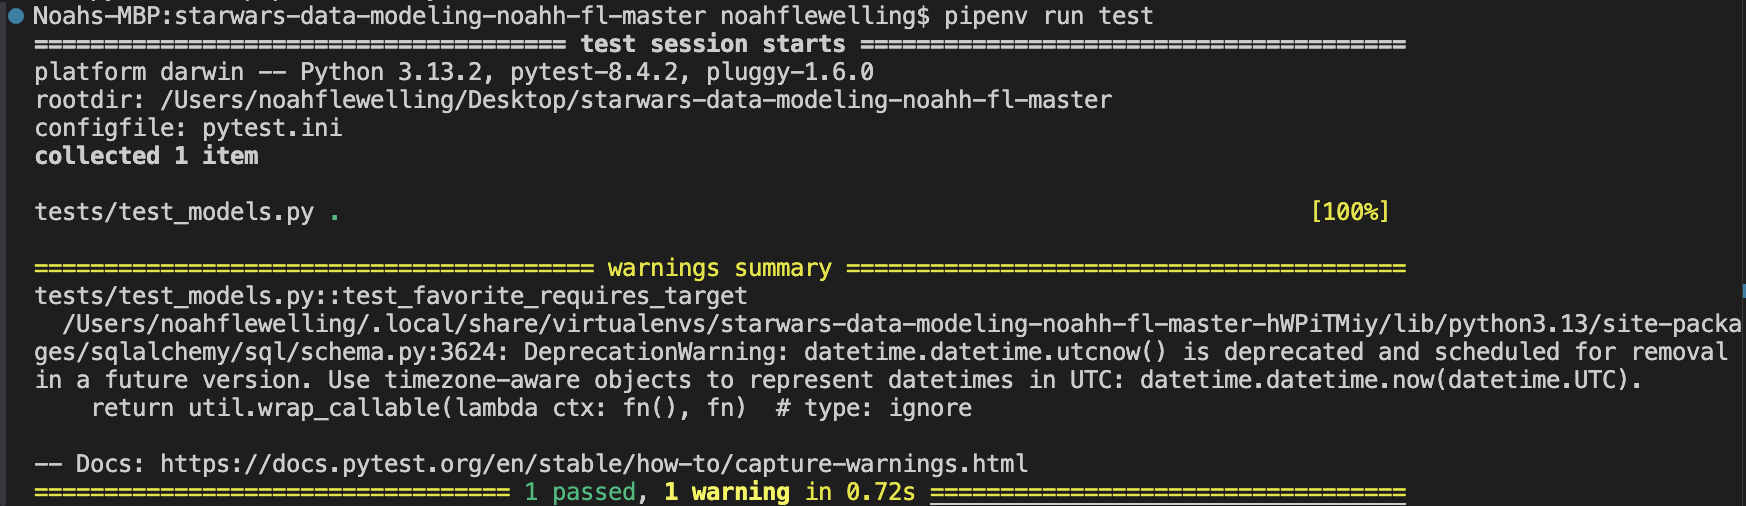 Noahs-MBP:starwars-data-modeling-noahh-fl-master noahflewelling$ pipenv run test
====================================== test session starts =======================================
platform darwin -- Python 3.13.2, pytest-8.4.2, pluggy-1.6.0
rootdir: /Users/noahflewelling/Desktop/starwars-data-modeling-noahh-fl-master
configfile: pytest.ini
collected 1 item
tests/test_models.py . [100%]
======================================== warnings summary ========================================
tests/test_models.py::test_favorite_requires_target
/Users/noahflewelling/.local/share/virtualenvs/starwars-data-modeling-noahh-fl-master-hWPiTMiy/lib/python3.13/site-packa
ges/sqlalchemy/sql/schema.py:3624: DeprecationWarning: datetime.datetime.utcnow() is deprecated and scheduled for removal
in a future version. Use timezone-aware objects to represent datetimes in UTC: datetime.datetime.now(datetime.UTC).
return util.wrap_callable(lambda ctx: fn(), fn)  # type: ignore
-- Docs: https://docs.pytest.org/en/stable/how-to/capture-warnings.html
================================== 1 passed, 1 warning in 0.72s ==================================